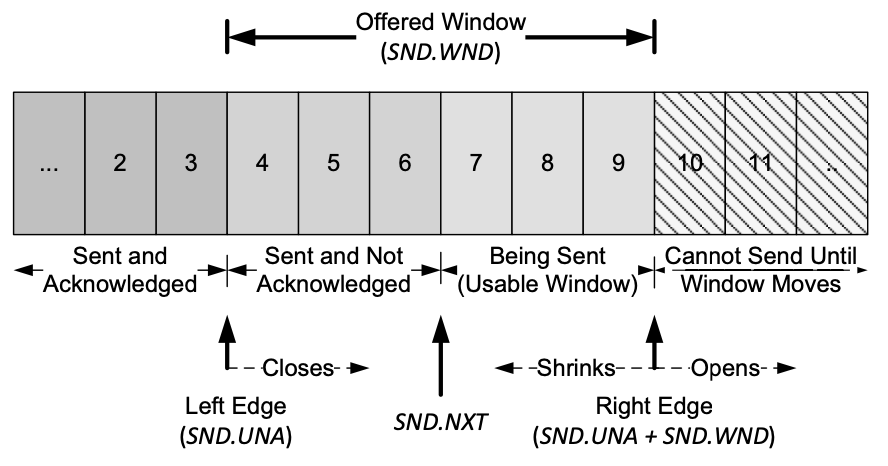 Offered Window
(SND.WND)
... 2 3 4 5 6 7 8 9 10 11 ..
Sent and
Acknowledged
Sent and Not
Acknowledged
Being Sent
(Usable Window)
Cannot Send Until
Window Moves
Closes
Shrinks
Opens
Left Edge
(SND.UNA)
SND.NXT
Right Edge
(SND.UNA + SND.WND)